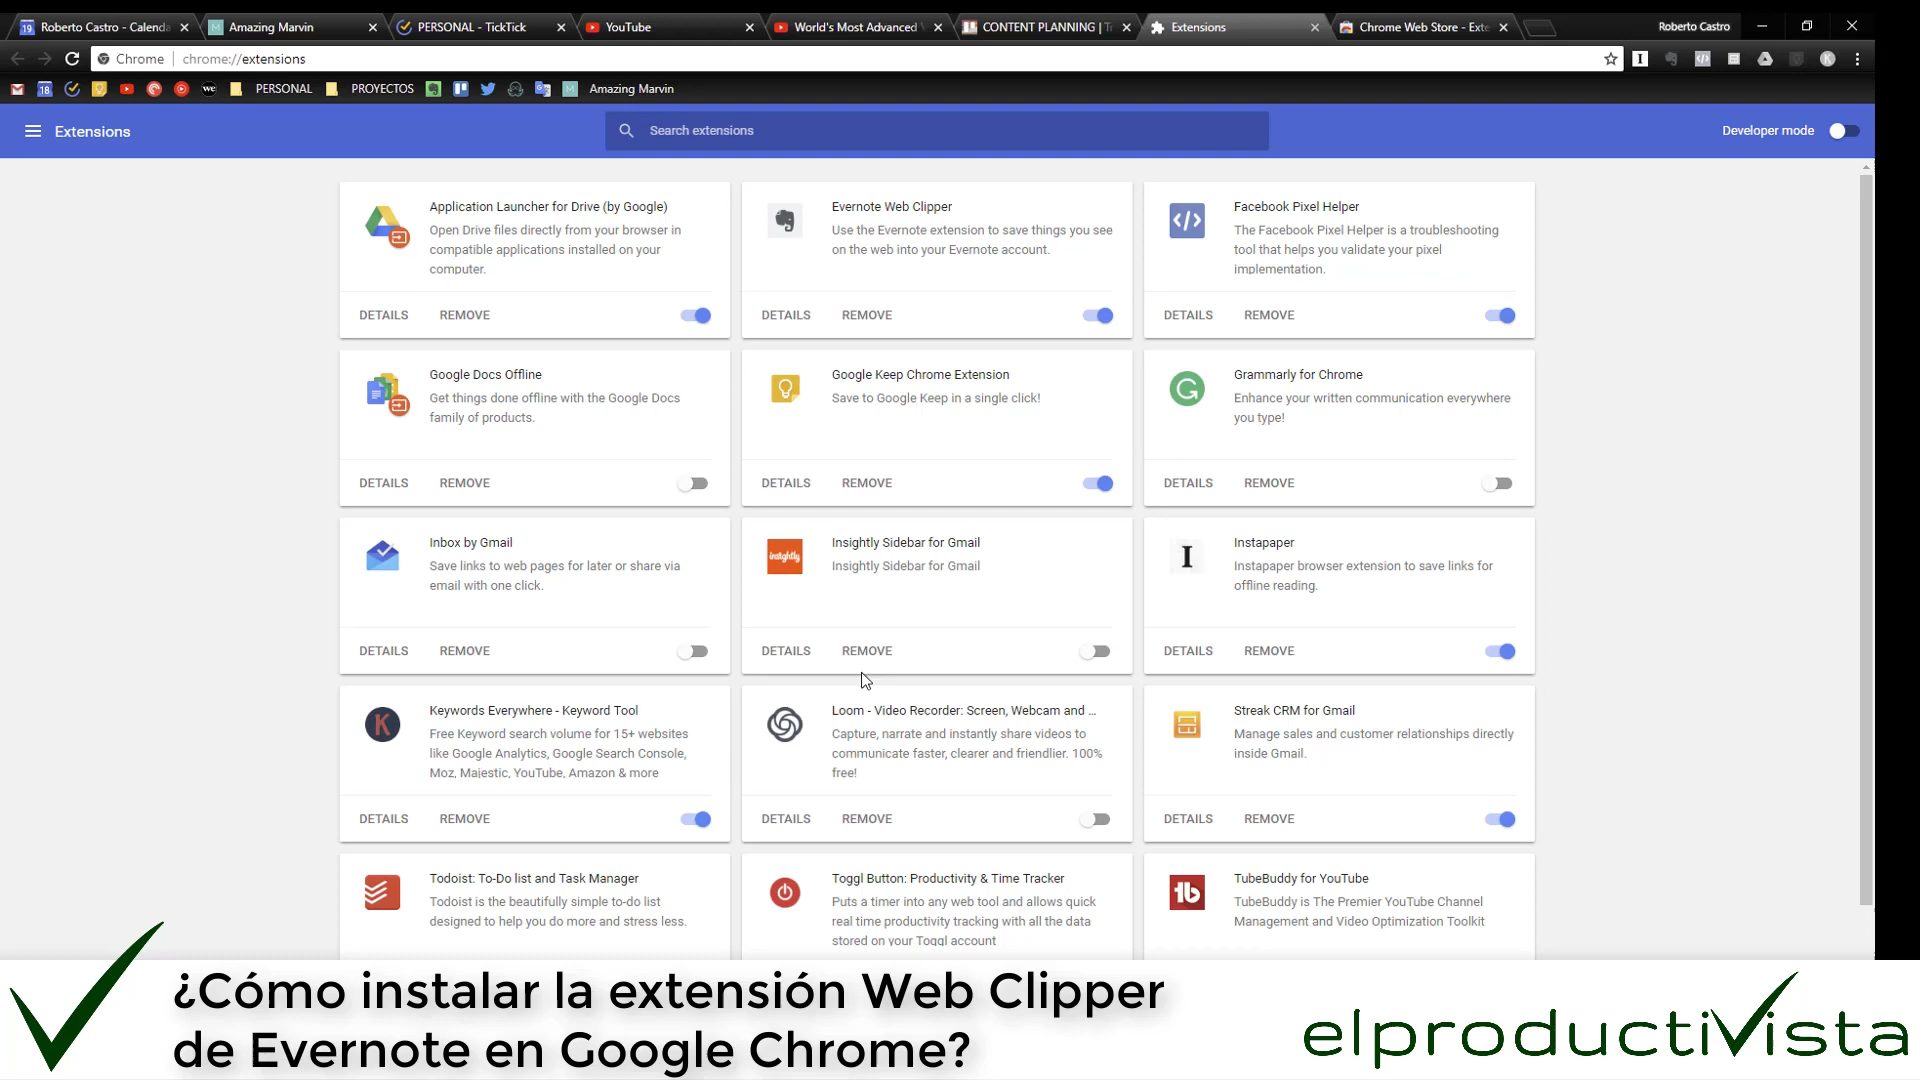 Roberto Castro - Calenda
Amazing Marvin
PERSONAL - TickTick
YouTube
World's Most Advanced
CONTENT PLANNING | T
Extensions
Chrome Web Store - Exte
Roberto Castro
Chrome chrome://extensions
PERSONAL
PROYECTOS
Amazing Marvin
Extensions
Search extensions
Developer mode
Application Launcher for Drive (by Google)
Open Drive files directly from your browser in
compatible applications installed on your
computer.
DETAILS REMOVE
Evernote Web Clipper
Use the Evernote extension to save things you see
on the web into your Evernote account.
DETAILS REMOVE
Facebook Pixel Helper
The Facebook Pixel Helper is a troubleshooting
tool that helps you validate your pixel
implementation.
DETAILS REMOVE
Google Docs Offline
Get things done offline with the Google Docs
family of products.
DETAILS REMOVE
Google Keep Chrome Extension
Save to Google Keep in a single click!
DETAILS REMOVE
Grammarly for Chrome
Enhance your written communication everywhere
you type!
DETAILS REMOVE
Inbox by Gmail
Save links to web pages for later or share via
email with one click.
DETAILS REMOVE
insightly
Insightly Sidebar for Gmail
Insightly Sidebar for Gmail
DETAILS REMOVE
Instapaper
Instapaper browser extension to save links for
offline reading.
DETAILS REMOVE
Keywords Everywhere - Keyword Tool
Free Keyword search volume for 15+ websites
like Google Analytics, Google Search Console,
Moz, Majestic, YouTube, Amazon & more
DETAILS REMOVE
Loom - Video Recorder: Screen, Webcam and ...
Capture, narrate and instantly share videos to
communicate faster, clearer and friendlier. 100%
free!
DETAILS REMOVE
Streak CRM for Gmail
Manage sales and customer relationships directly
inside Gmail.
DETAILS REMOVE
Todoist: To-Do list and Task Manager
Todoist is the beautifully simple to-do list
designed to help you do more and stress less.
Toggl Button: Productivity & Time Tracker
Puts a timer into any web tool and allows quick
real time productivity tracking with all the data
stored on your Toggl account
TubeBuddy for YouTube
TubeBuddy is The Premier YouTube Channel
Management and Video Optimization Toolkit
¿Cómo instalar la extensión Web Clipper
de Evernote en Google Chrome?
elproductivista